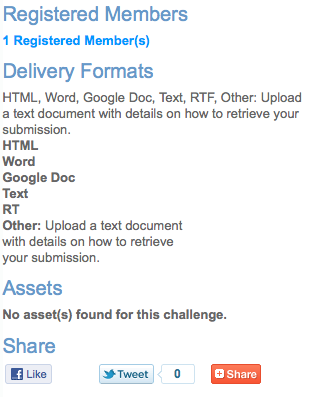 Registered Members
1 Registered Member(s)
Delivery Formats
HTML, Word, Google Doc, Text, RTF, Other: Upload
a text document with details on how to retrieve your
submission.
HTML
Word
Google Doc
Text
RT
Other: Upload a text document
with details on how to retrieve
your submission.
Assets
No asset(s) found for this challenge.
Share
Like Tweet 0 Share